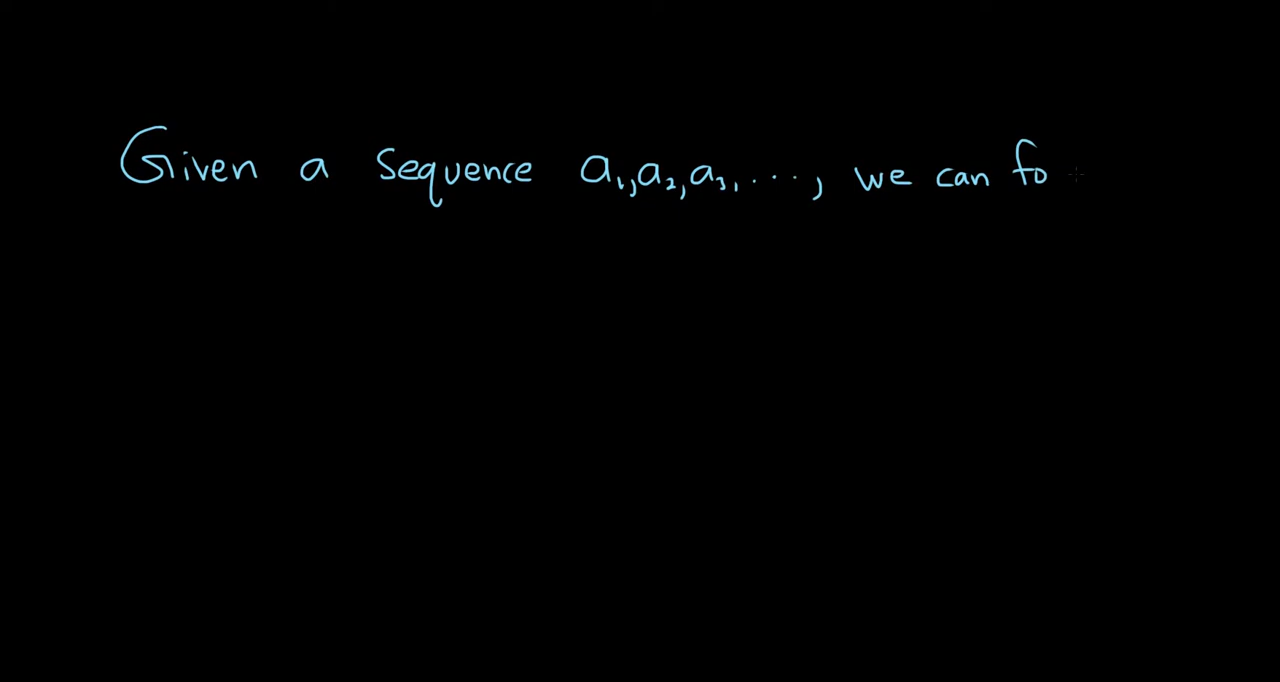 Given a sequence a₁, a₂, a₃, ..., we can fo